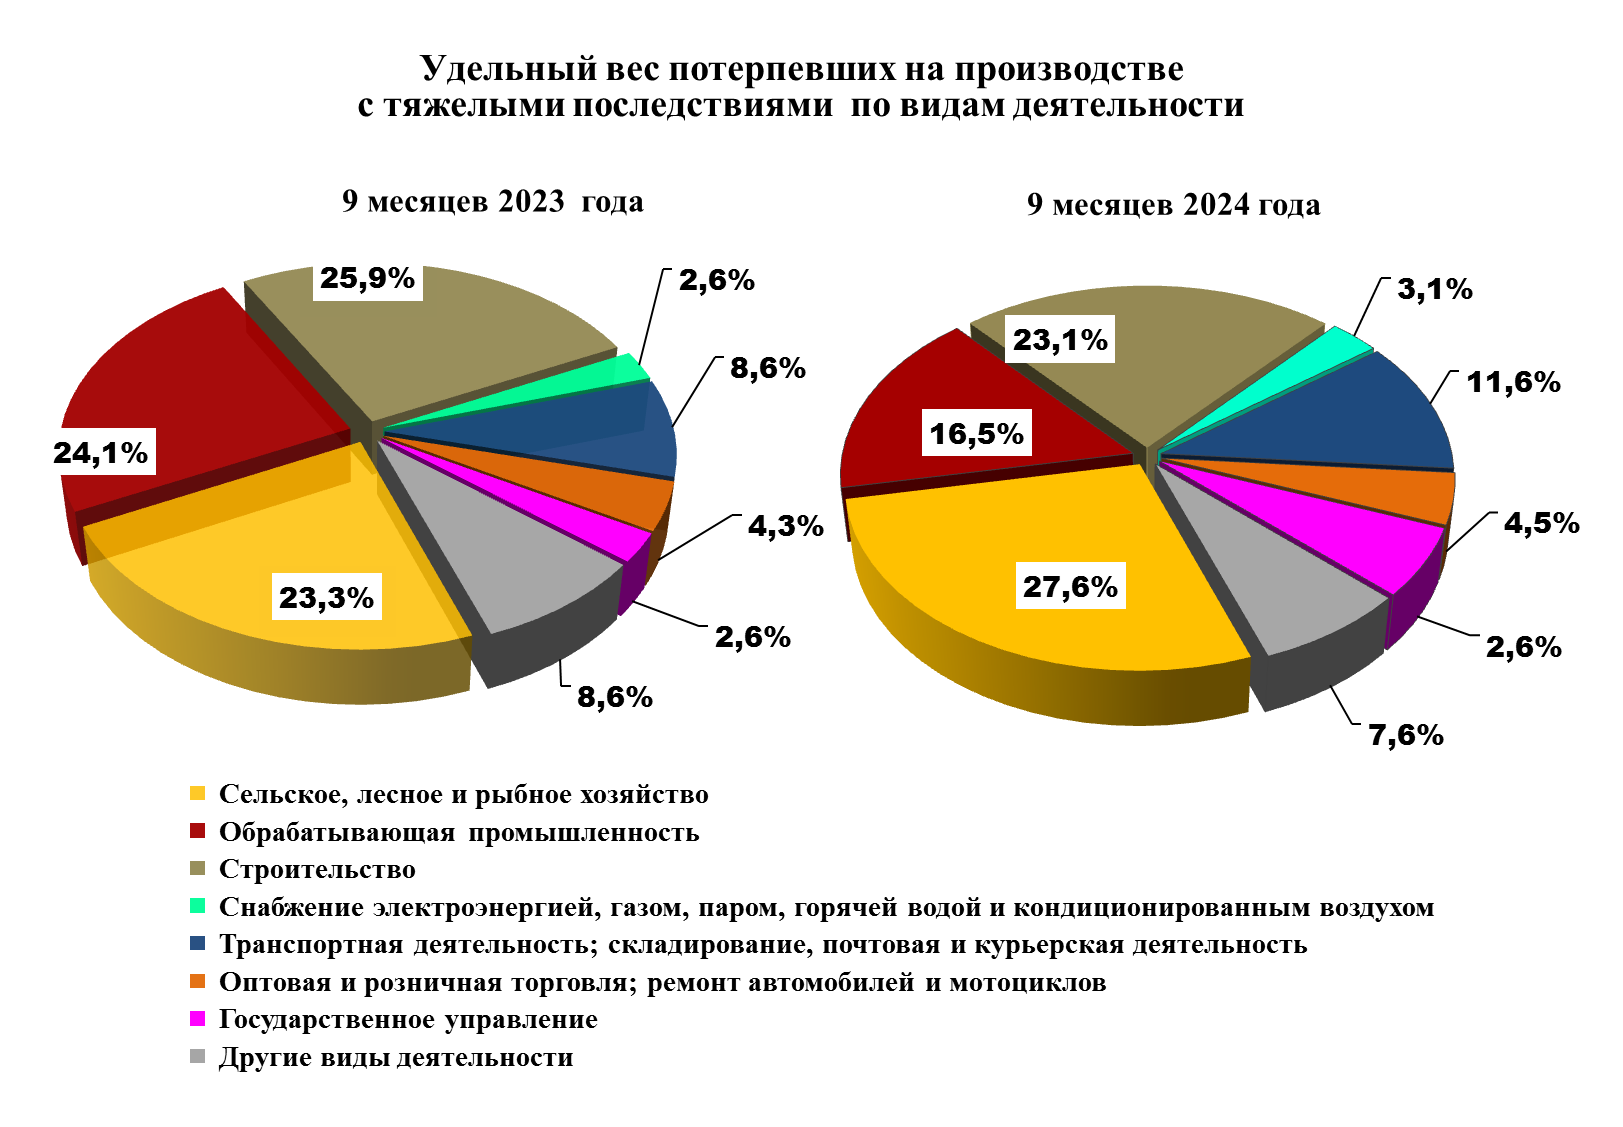 Удельный вес потерпевших на производстве
с тяжелыми последствиями по видам деятельности
9 месяцев 2023 года
25,9%
2,6%
8,6%
24,1%
4,3%
23,3%
2,6%
8,6%
9 месяцев 2024 года
3,1%
23,1%
11,6%
16,5%
4,5%
27,6%
2,6%
7,6%
Сельское, лесное и рыбное хозяйство
Обрабатывающая промышленность
Строительство
Снабжение электроэнергией, газом, паром, горячей водой и кондиционированным воздухом
Транспортная деятельность; складирование, почтовая и курьерская деятельность
Оптовая и розничная торговля; ремонт автомобилей и мотоциклов
Государственное управление
Другие виды деятельности